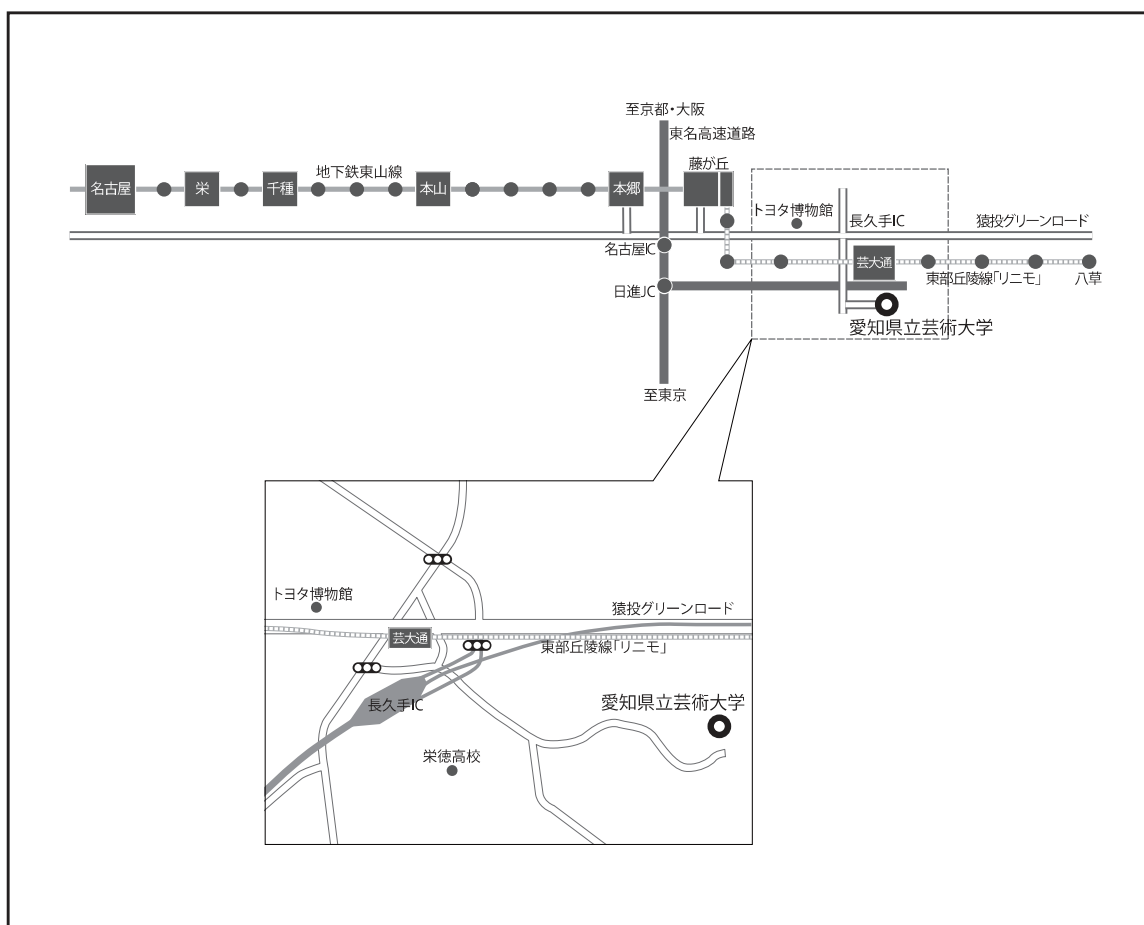 至京都・大阪
東名高速道路
藤が丘
地下鉄東山線
名古屋
栄
千種
本山
本郷
トヨタ博物館
長久手IC
猿投グリーンロード
名古屋IC
芸大通
東部丘陵線「リニモ」
八草
日進JC
愛知県立芸術大学
至東京
トヨタ博物館
猿投グリーンロード
芸大通
東部丘陵線「リニモ」
長久手IC
愛知県立芸術大学
栄徳高校